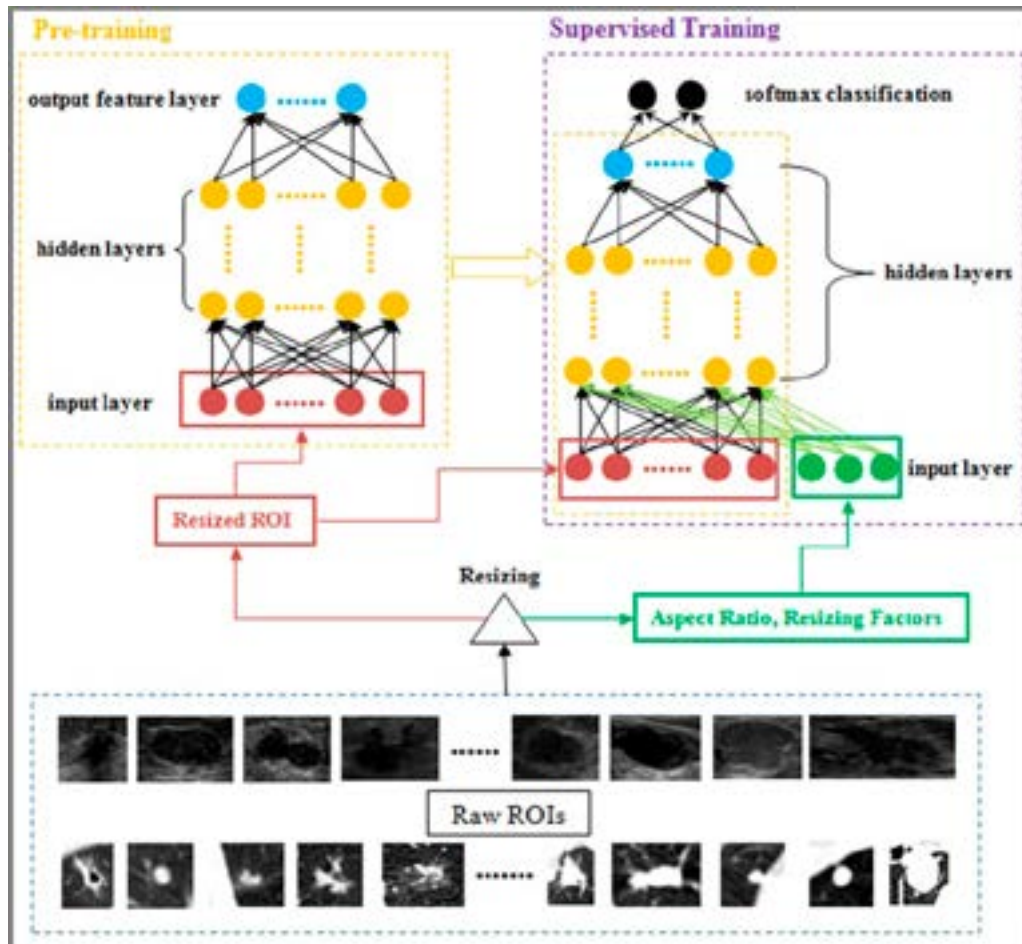 Pre-training
Supervised Training
output feature layer
softmax classification
hidden layers
hidden layers
input layer
input layer
Resized ROI
Resizing
Aspect Ratio, Resizing Factors
Raw ROIs